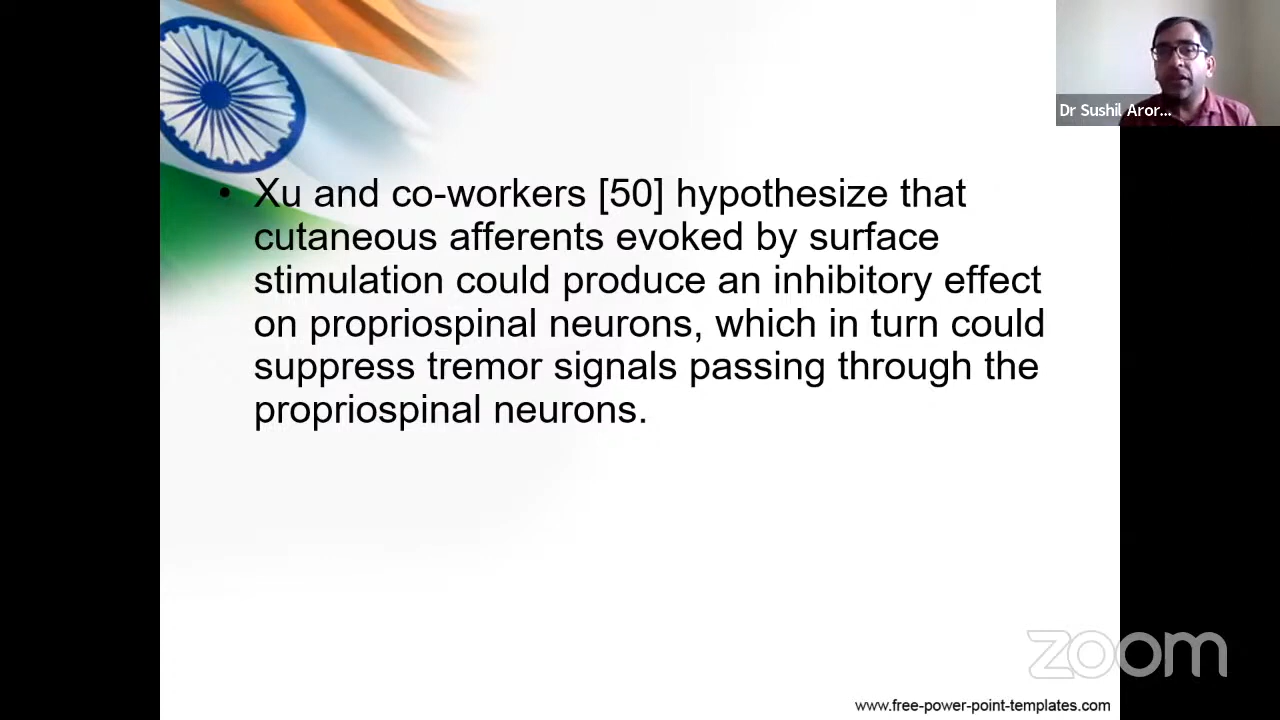 Dr Sushil Aror...
• Xu and co-workers [50] hypothesize that
cutaneous afferents evoked by surface
stimulation could produce an inhibitory effect
on propriospinal neurons, which in turn could
suppress tremor signals passing through the
propriospinal neurons.
zoom
www.free-power-point-templates.com